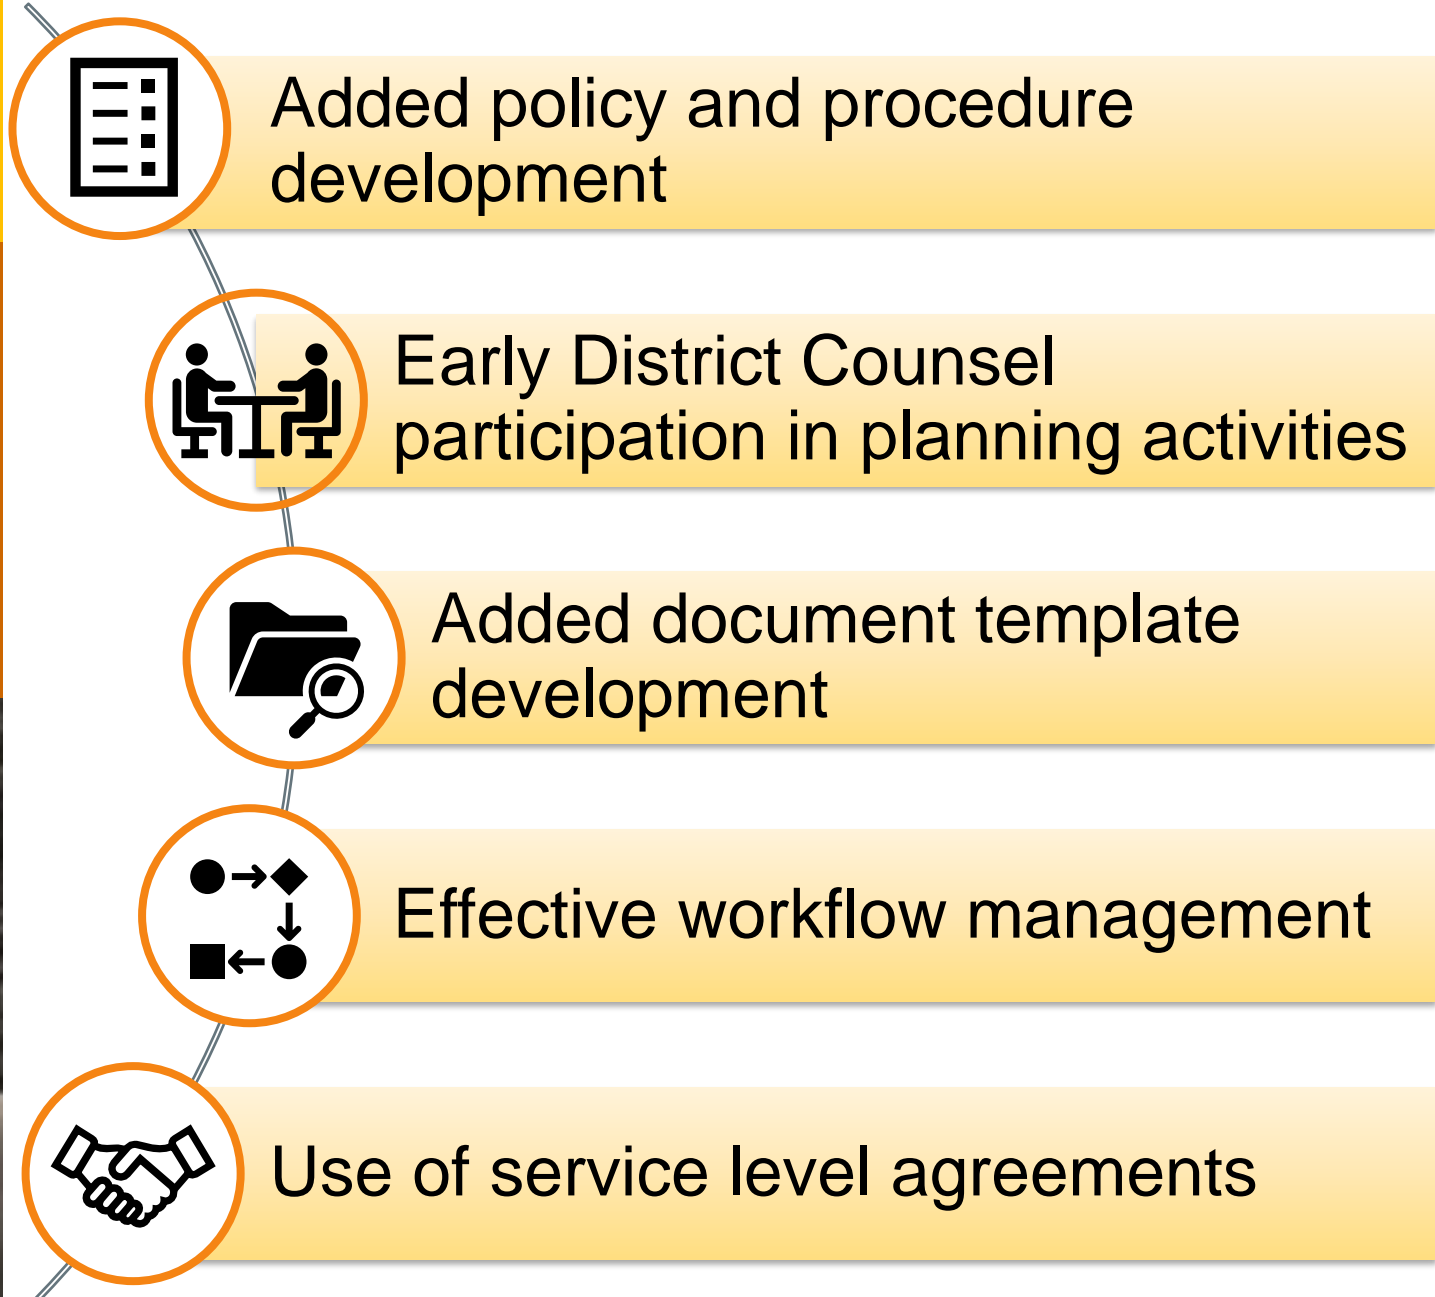 Added policy and procedure
development
Early District Counsel
participation in planning activities
Added document template
development
Effective workflow management
Use of service level agreements